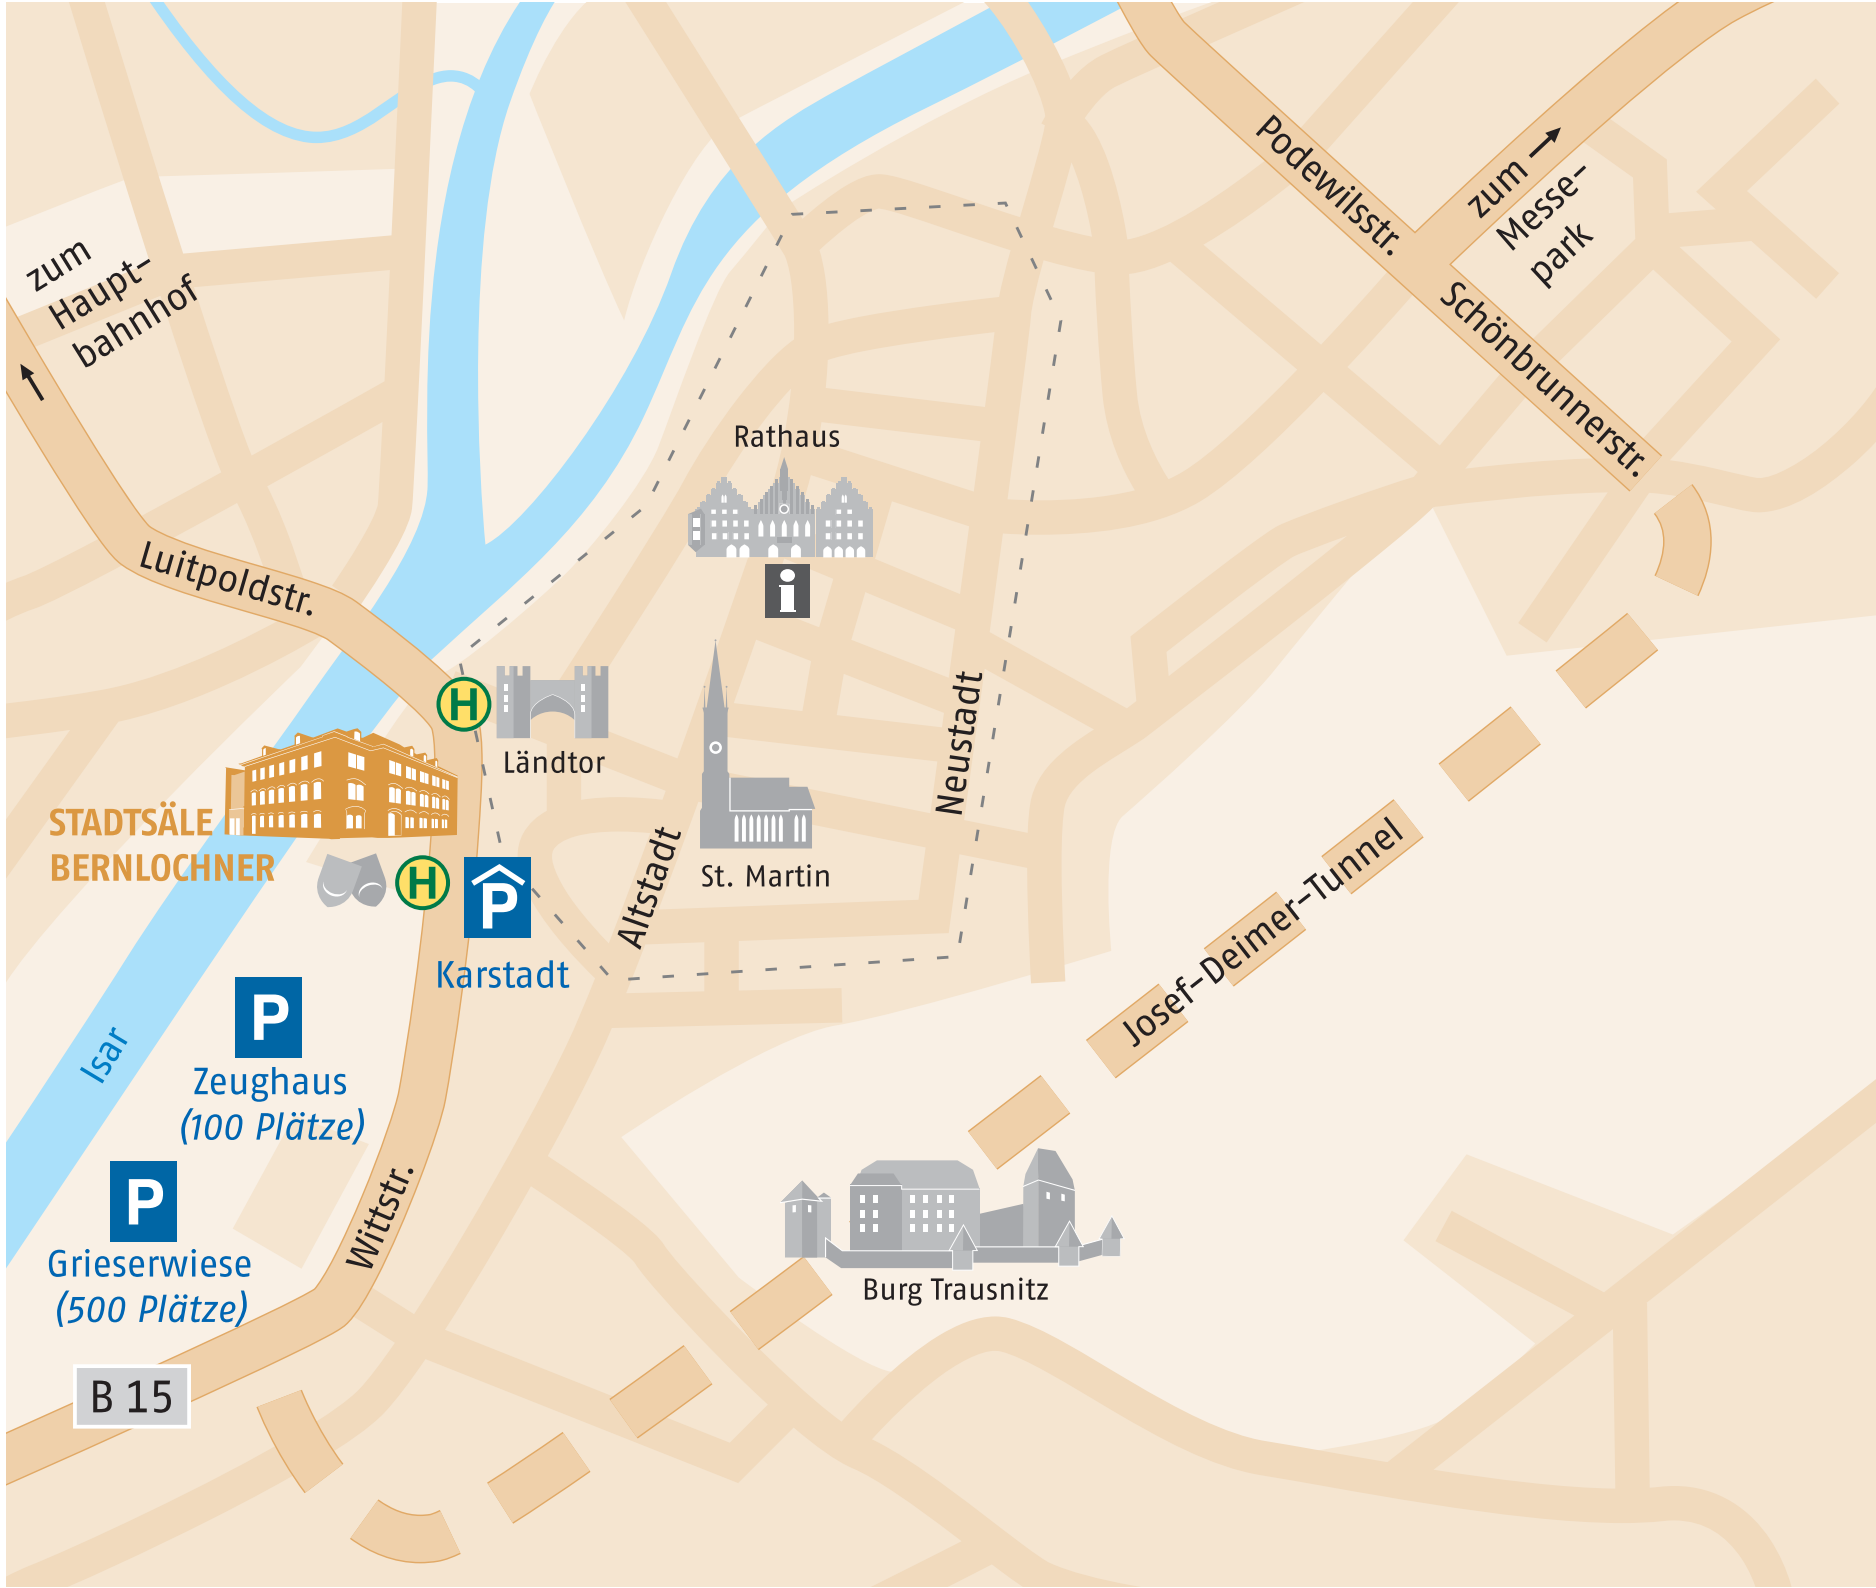 Podewilsstr.
zum
Messe-
park
zum
Haupt-
bahnhof
Schönbrunnerstr.
Rathaus
i
Luitpoldstr.
H
Ländtor
Neustadt
STADTSÄLE
BERNLOCHNER
H
P
Altstadt
St. Martin
Josef-Deimer-Tunnel
Karstadt
P
Isar
Zeughaus
(100 Plätze)
P
Wittstr.
Grieserwiese
(500 Plätze)
Burg Trausnitz
B 15